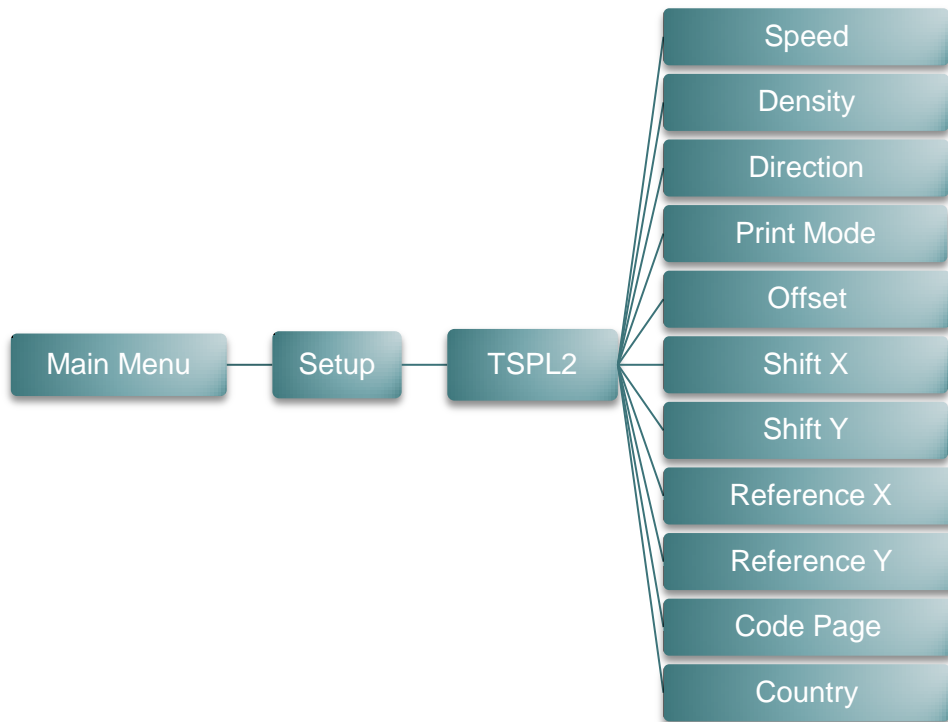 Main Menu
Setup
TSPL2
Speed
Density
Direction
Print Mode
Offset
Shift X
Shift Y
Reference X
Reference Y
Code Page
Country